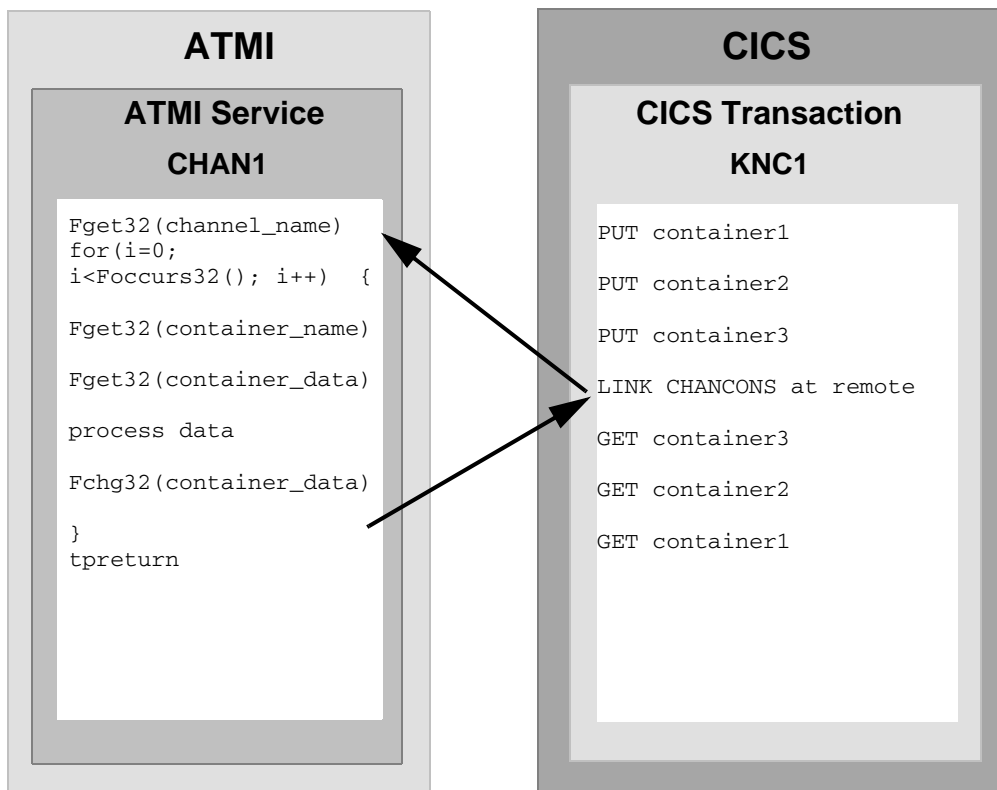 ATMI
ATMI Service
CHAN1
Fget32(channel_name)
for(i=0;
i<Foccurs32(); i++)  {
Fget32(container_name)
Fget32(container_data)
process data
Fchg32(container_data)
}
tpreturn
CICS
CICS Transaction
KNC1
PUT container1
PUT container2
PUT container3
LINK CHANCONS at remote
GET container3
GET container2
GET container1